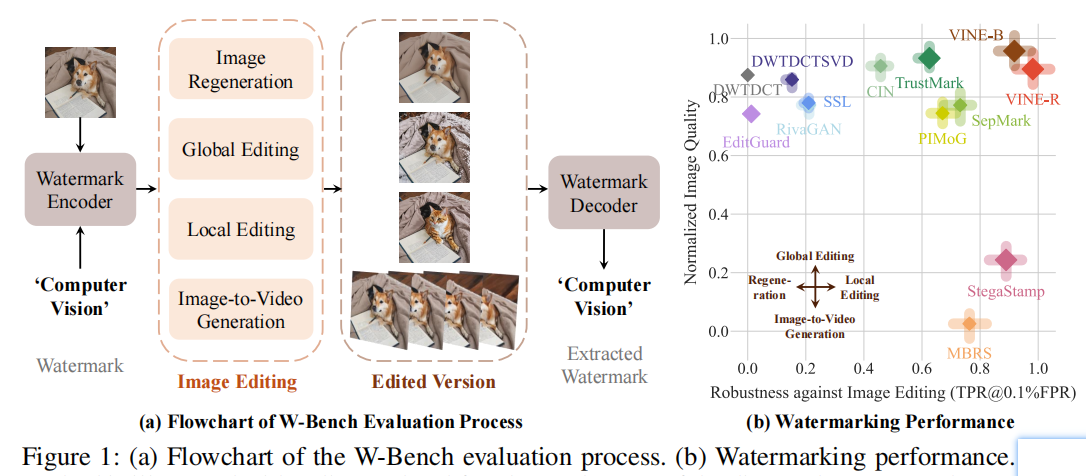 Watermark
Encoder
‘Computer
Vision’
Watermark
Image
Regeneration
Global Editing
Local Editing
Image-to-Video
Generation
Image Editing
Edited Version
Watermark
Decoder
‘Computer
Vision’
Extracted
Watermark
(a) Flowchart of W-Bench Evaluation Process
Normalized Image Quality
1.0
0.8
0.6
0.4
0.2
0.0
VINE-B
DWTDCTSVD
DWTDCT
CIN
TrustMark
VINE-R
SSL
RivaGAN
EditGuard
SepMark
PIMoG
Global Editing
Regene-
ration
Local
Editing
Image-to-Video
Generation
StegaStamp
MBRS
0.0 0.2 0.4 0.6 0.8 1.0
Robustness against Image Editing (TPR@0.1%FPR)
(b) Watermarking Performance
Figure 1: (a) Flowchart of the W-Bench evaluation process. (b) Watermarking performance.